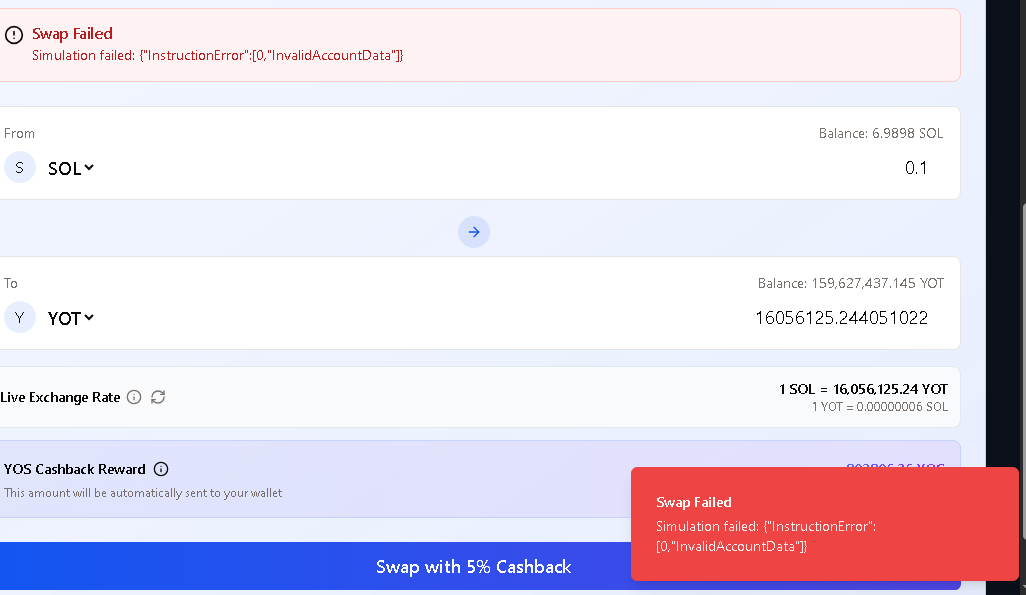 Swap Failed
Simulation failed: {"InstructionError":[0,"InvalidAccountData"]}
From
Balance: 6.9898 SOL
S SOL
0.1
To
Balance: 159,627,437.145 YOT
Y YOT
16056125.244051022
Live Exchange Rate
1 SOL = 16,056,125.24 YOT
1 YOT = 0.00000006 SOL
YOS Cashback Reward
This amount will be automatically sent to your wallet
Swap with 5% Cashback
Swap Failed
Simulation failed: {"InstructionError":
[0,"InvalidAccountData"]}